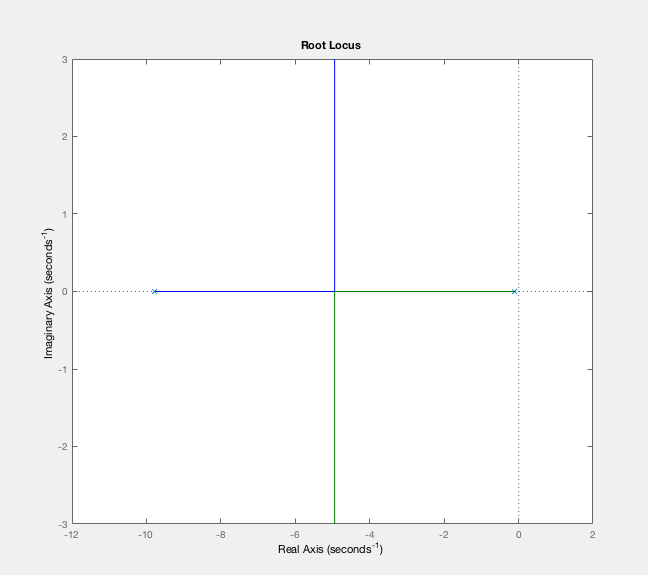 Root Locus
3
2
1
0
-1
-2
-3
Imaginary Axis (seconds⁻¹)
-12 -10 -8 -6 -4 -2 0 2
Real Axis (seconds⁻¹)